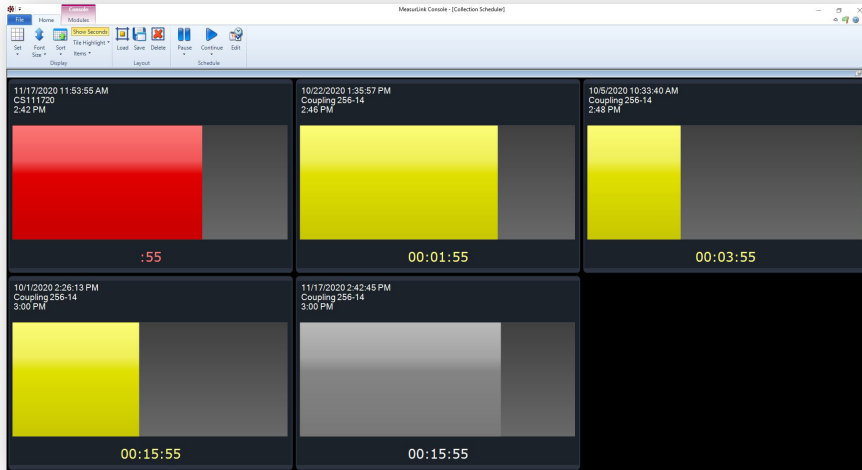 MeasurLink Console - [Collection Scheduler]
Console
File
Home
Modules
Set
Font
Size
Sort
Show Seconds
Tile Highlight
Items
Load
Save
Delete
Pause
Continue
Edit
Display
Layout
Schedule
11/17/2020 11:53:55 AM
CS111720
2:42 PM
:55
10/22/2020 1:35:57 PM
Coupling 256-14
2:46 PM
00:01:55
10/5/2020 10:33:40 AM
Coupling 256-14
2:48 PM
00:03:55
10/1/2020 2:26:13 PM
Coupling 256-14
3:00 PM
00:15:55
11/17/2020 2:42:45 PM
Coupling 256-14
3:00 PM
00:15:55